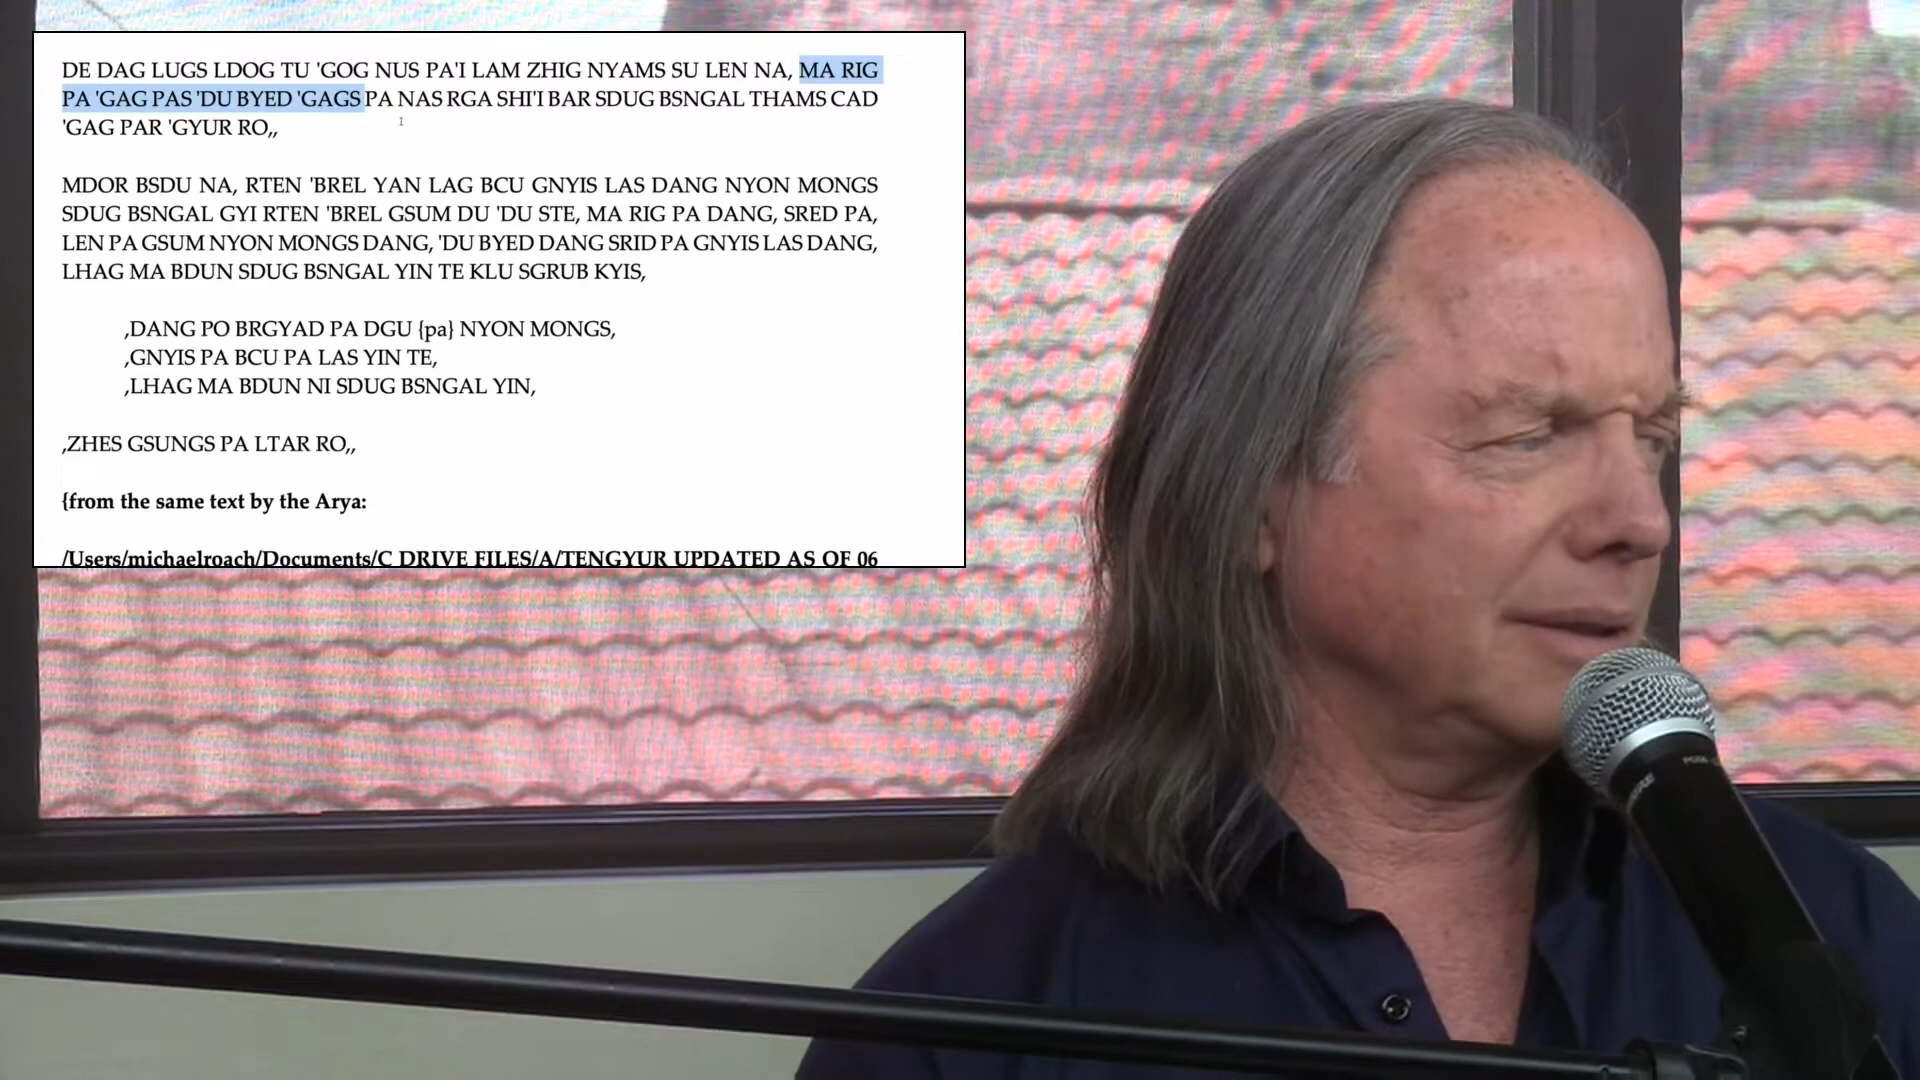 DE DAG LUGS LDOG TU 'GOG NUS PA'I LAM ZHIG NYAMS SU LEN NA, MA RIG
PA 'GAG PAS 'DU BYED 'GAGS PA NAS RGA SHI'I BAR SDUG BSNGAL THAMS CAD
'GAG PAR 'GYUR RO,,
MDOR BSDU NA, RTEN 'BREL YAN LAG BCU GNYIS LAS DANG NYON MONGS
SDUG BSNGAL GYI RTEN 'BREL GSUM DU 'DU STE, MA RIG PA DANG, SRED PA,
LEN PA GSUM NYON MONGS DANG, 'DU BYED DANG SRID PA GNYIS LAS DANG,
LHAG MA BDUN SDUG BSNGAL YIN TE KLU SGRUB KYIS,
,DANG PO BRGYAD PA DGU {pa} NYON MONGS,
,GNYIS PA BCU PA LAS YIN TE,
,LHAG MA BDUN NI SDUG BSNGAL YIN,
,ZHES GSUNGS PA LTAR RO,,
{from the same text by the Arya:
/Users/michaelroach/Documents/C DRIVE FILES/A/TENGYUR UPDATED AS OF 06